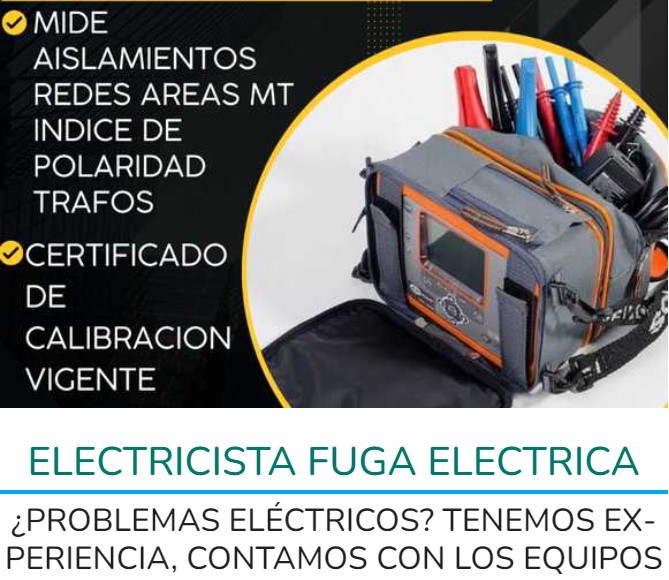 MIDE
AISLAMIENTOS
REDES AREAS MT
INDICE DE
POLARIDAD
TRAFOS
CERTIFICADO
DE
CALIBRACION
VIGENTE
ELECTRICISTA FUGA ELECTRICA
¿PROBLEMAS ELÉCTRICOS? TENEMOS EX-
PERIENCIA, CONTAMOS CON LOS EQUIPOS